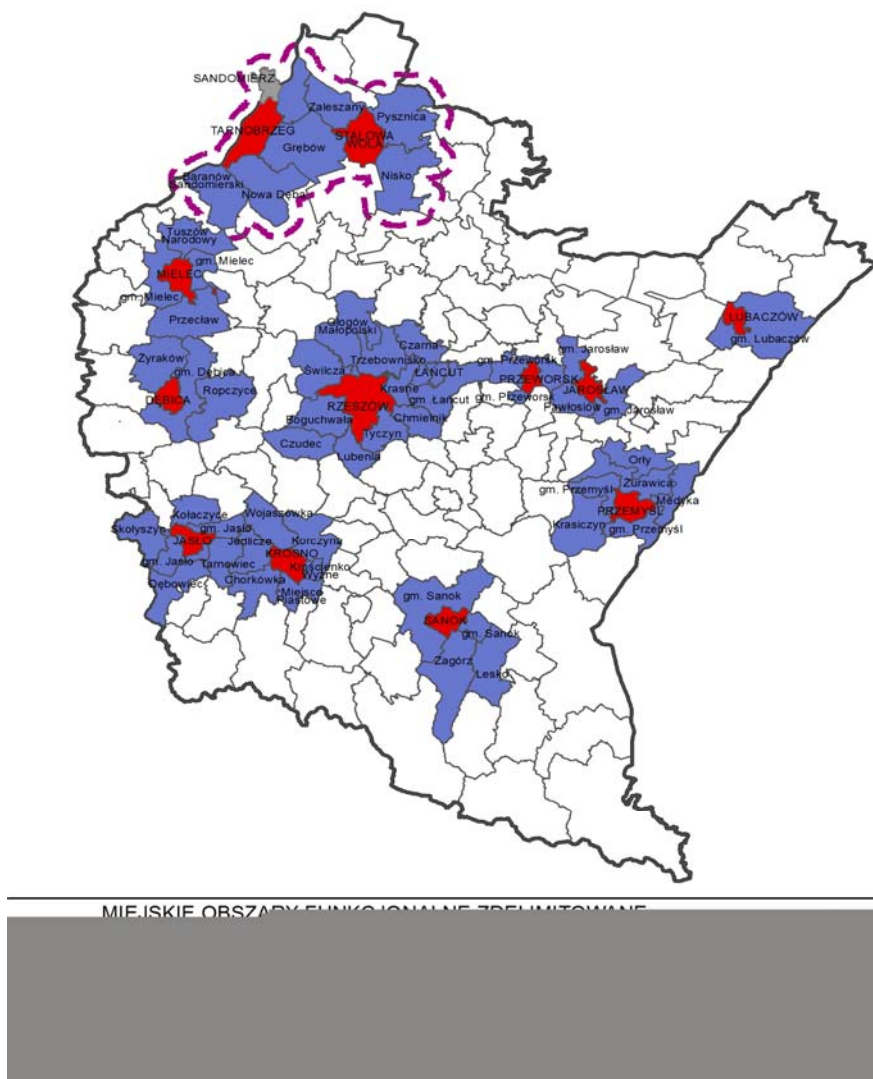 SANDOMIERZ
Zaleszany
Pysznica
TARNOBRZEG
STALOWA
WOLA
Grębów
Baranów
Sandomierski
Nisko
Nowa Dęba
Tuszów
Narodowy
gm. Mielec
MIELEC
gm. Mielec
Przecław
Głogów
Małopolski
Czarna
Trzebownisko
Świlcza
ŁAŃCUT
Krasne
RZESZÓW
gm. Łańcut
Boguchwała
Chmielnik
Tyczyn
Czudec
Lubenia
Żyraków
gm. Dębica
Ropczyce
DĘBICA
gm. Przeworsk
PRZEWORSK
gm. Przeworsk
gm. Jarosław
JAROSŁAW
Pawłosiów
gm. Jarosław
LUBACZÓW
gm. Lubaczów
Orły
Żurawica
gm. Przemyśl
Medyka
PRZEMYŚL
Krasiczyn
gm. Przemyśl
Kołaczyce
Wojaszówka
Skołyszyn
gm. Jasło
JASŁO
Jedlicze
Korczyna
KROSNO
gm. Jasło
Tarnowiec
Krościenko
Wyżne
Dębowiec
Chorkówka
Miejsce
Piastowe
gm. Sanok
SANOK
gm. Sanok
Zagórz
Lesko
MIEJSKIE OBSZARY FUNKCJONALNE ZDELIMITOWANE